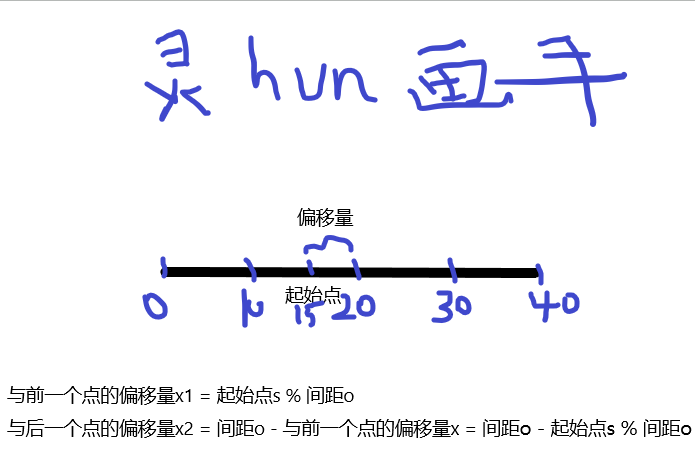 灵hun画手
偏移量
起始点
0 10 15 20 30 40
与前一个点的偏移量x1 = 起始点s % 间距o
与后一个点的偏移量x2 = 间距o - 与前一个点的偏移量x = 间距o - 起始点s % 间距o